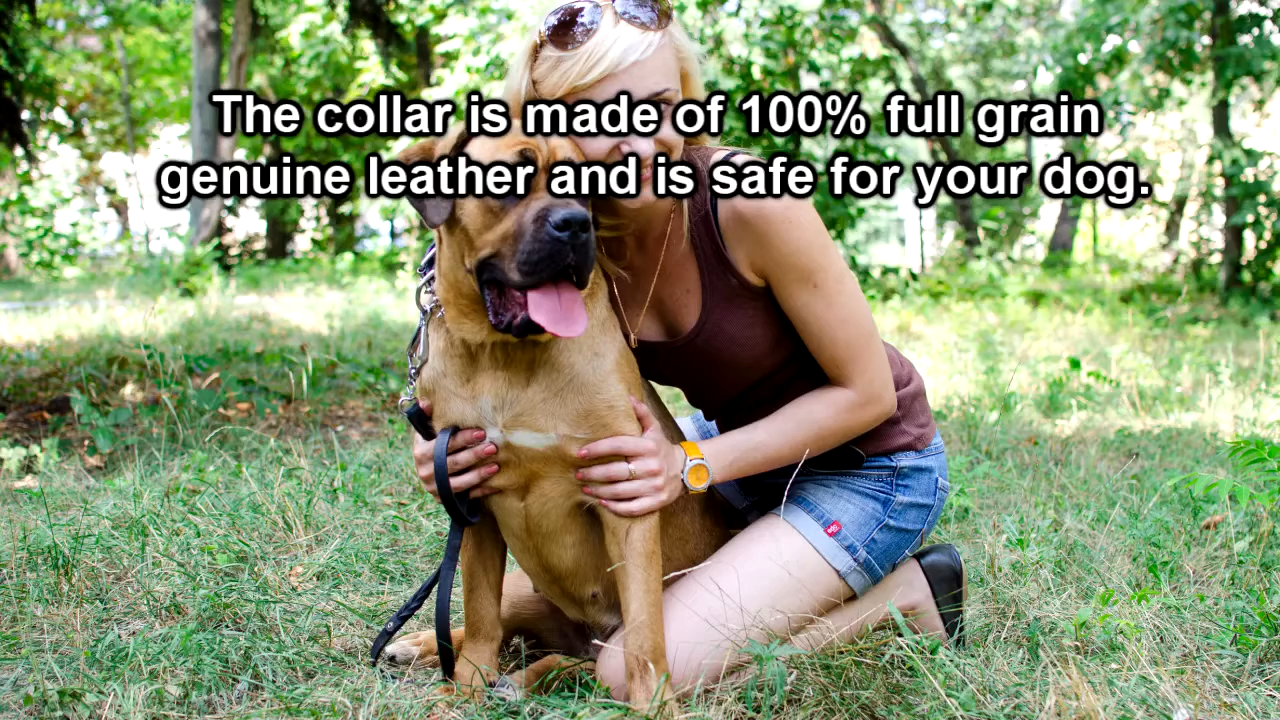 The collar is made of 100% full grain
genuine leather and is safe for your dog.